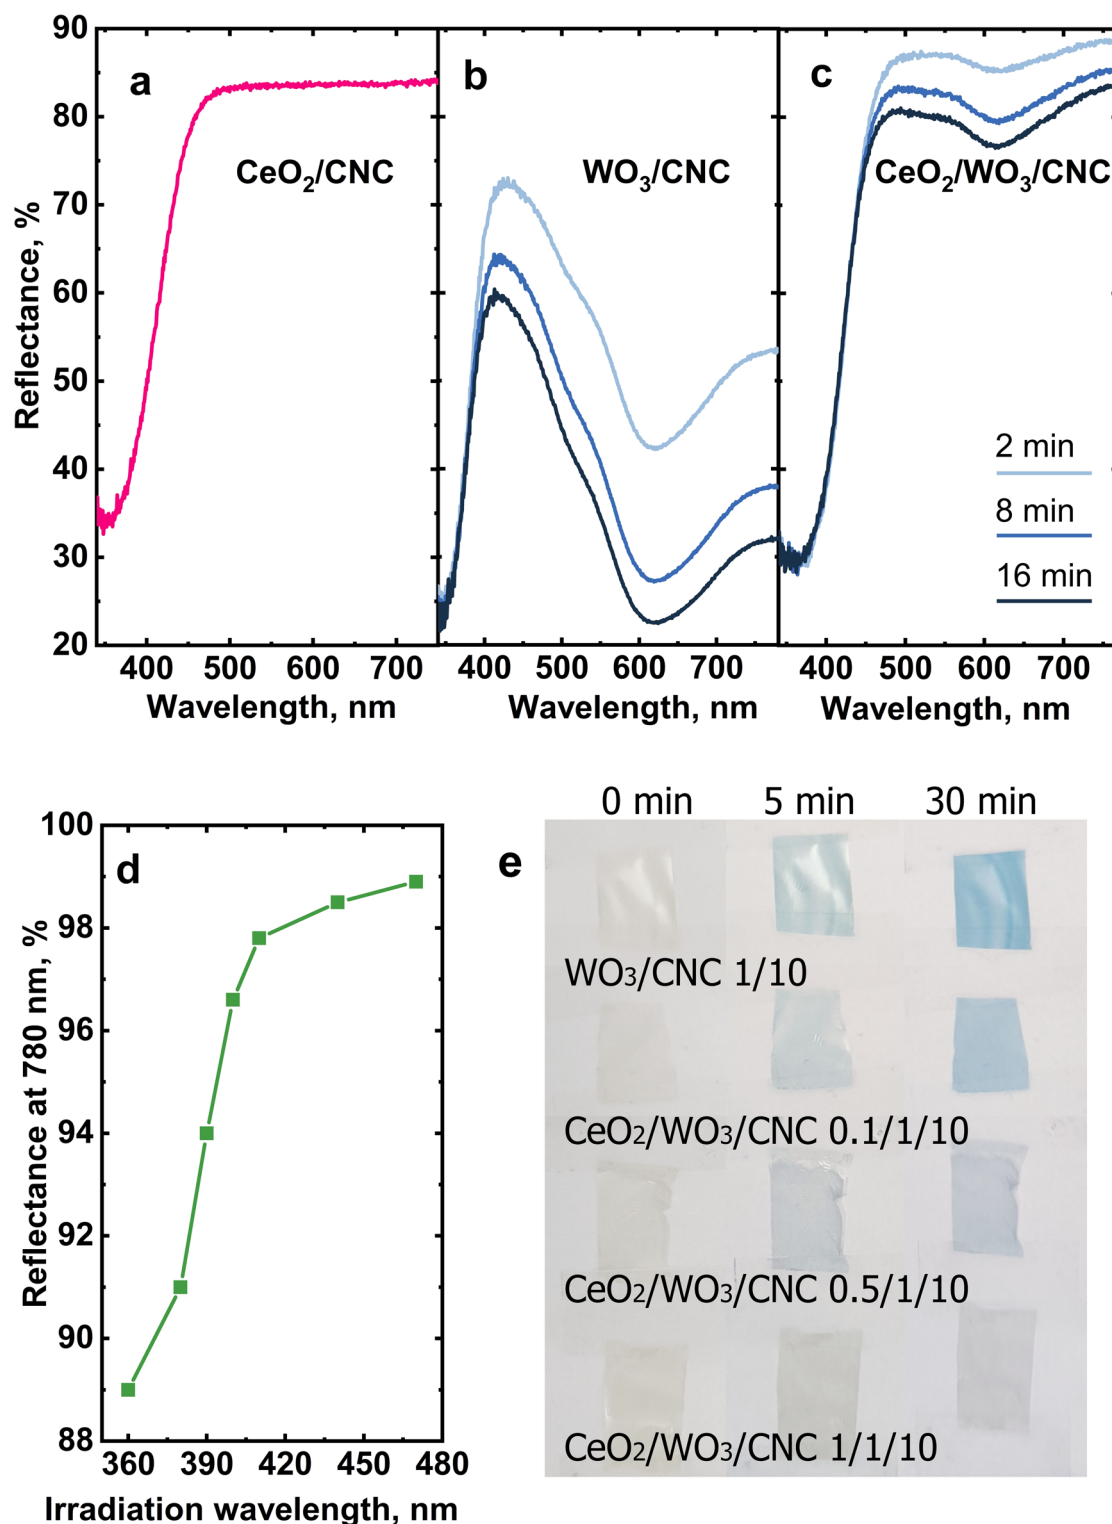 90
80
70
60
50
40
30
20
Reflectance, %
a
CeO2/CNC
400 500 600 700
Wavelength, nm
b
WO3/CNC
400 500 600 700
Wavelength, nm
c
CeO2/WO3/CNC
2 min
8 min
16 min
400 500 600 700
Wavelength, nm
100
98
96
94
92
90
88
Reflectance at 780 nm, %
d
360 390 420 450 480
Irradiation wavelength, nm
e
0 min 5 min 30 min
WO3/CNC 1/10
CeO2/WO3/CNC 0.1/1/10
CeO2/WO3/CNC 0.5/1/10
CeO2/WO3/CNC 1/1/10